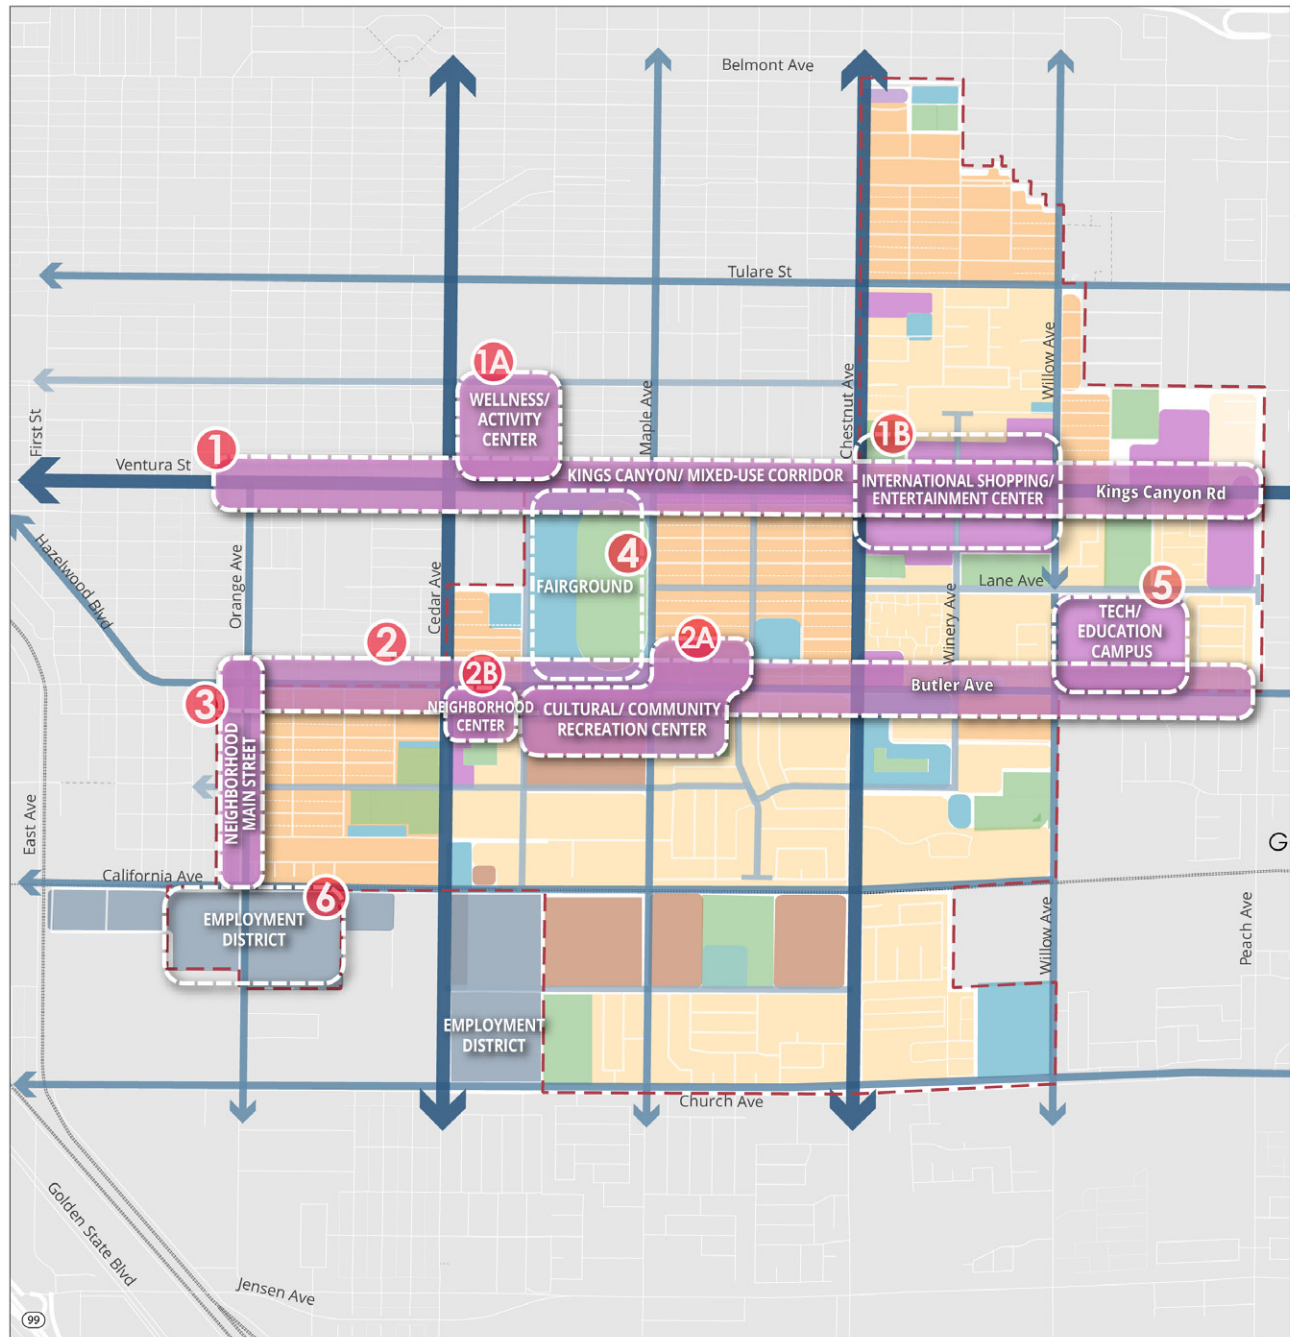 Belmont Ave
Tulare St
Willow Ave
1A
WELLNESS/
ACTIVITY
CENTER
Maple Ave
Chestnut Ave
First St
1
Ventura St
1B
KINGS CANYON/ MIXED-USE CORRIDOR
INTERNATIONAL SHOPPING/
ENTERTAINMENT CENTER
Kings Canyon Rd
Hazelwood Blvd
Orange Ave
Cedar Ave
4
FAIRGROUND
Lane Ave
Winery Ave
5
TECH/
EDUCATION
CAMPUS
2
2A
2B
Butler Ave
3
NEIGHBORHOOD
MAIN STREET
NEIGHBORHOOD
CENTER
CULTURAL/ COMMUNITY
RECREATION CENTER
East Ave
G
California Ave
6
EMPLOYMENT
DISTRICT
Willow Ave
Peach Ave
EMPLOYMENT
DISTRICT
Church Ave
Golden State Blvd
Jensen Ave
99